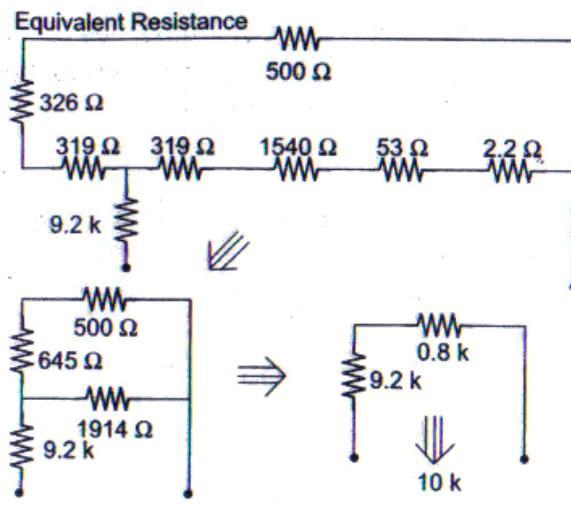 Equivalent Resistance
500 Ω
326 Ω
319 Ω 319 Ω 1540 Ω 53 Ω 2.2 Ω
9.2 k
500 Ω
645 Ω
1914 Ω
9.2 k
0.8 k
9.2 k
10 k